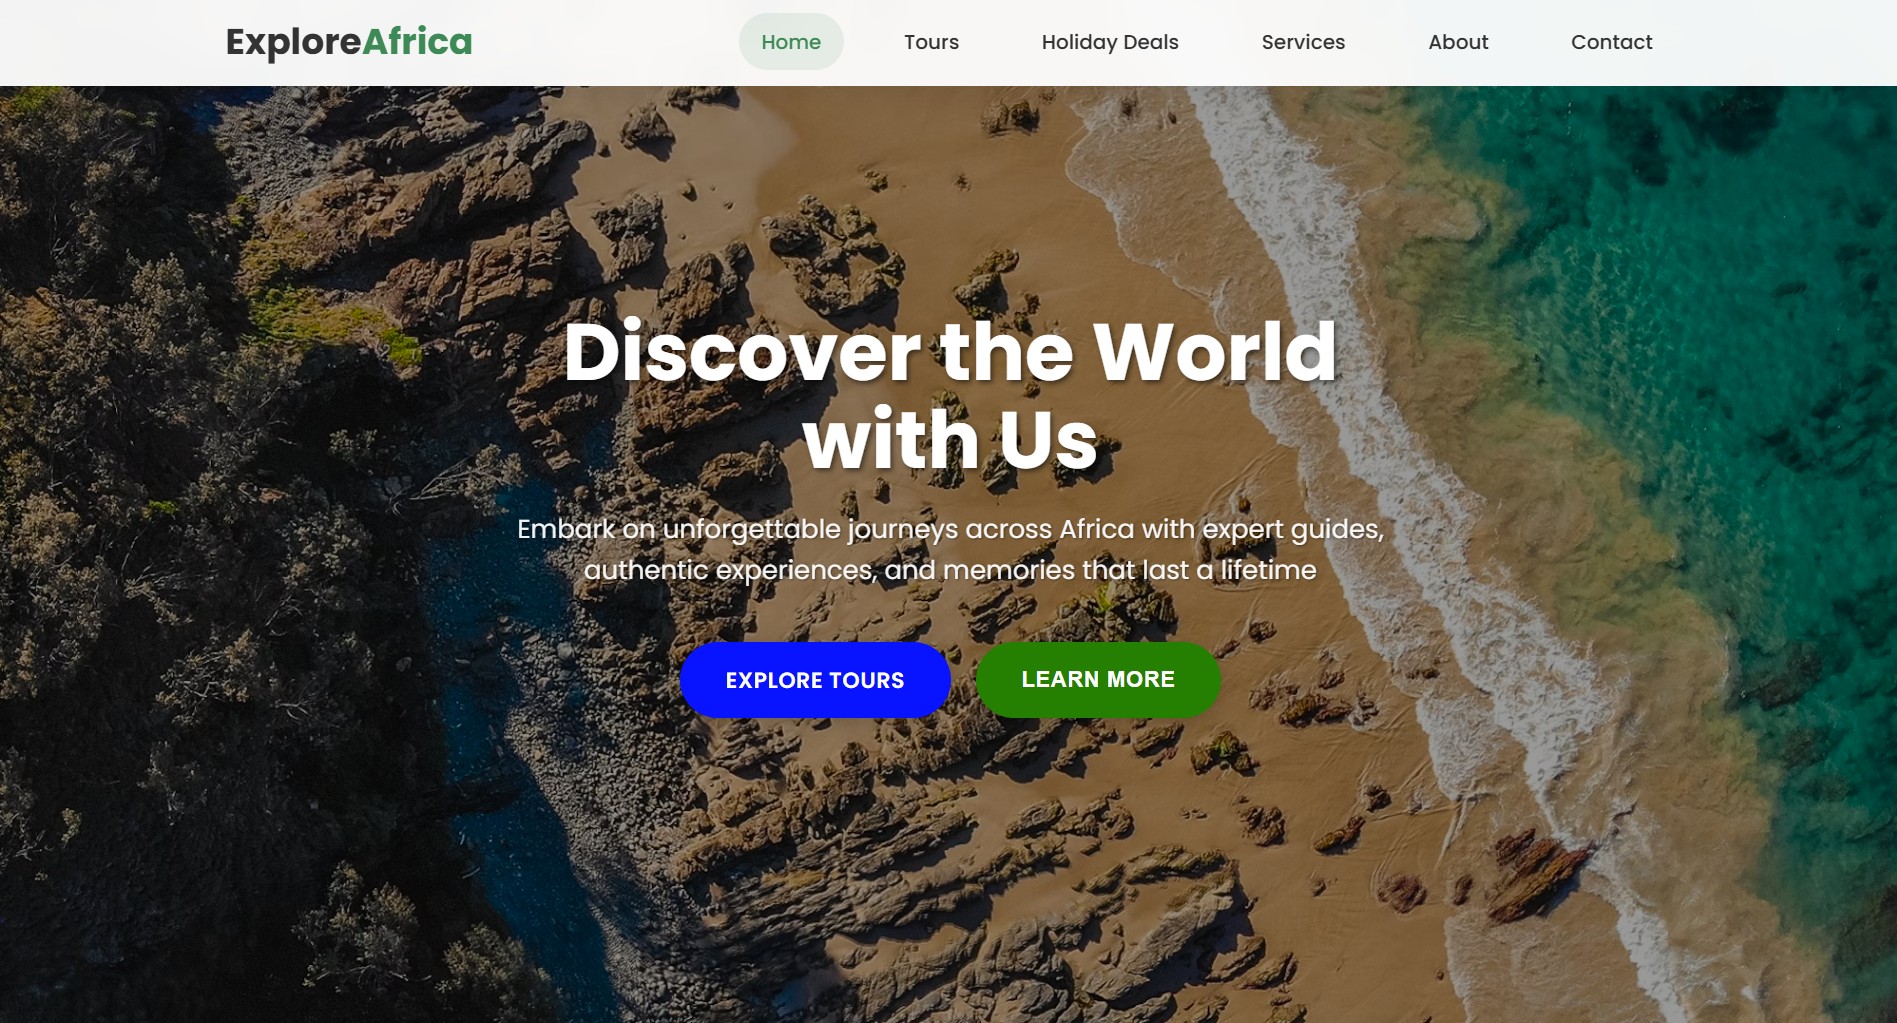 ExploreAfrica
Home Tours Holiday Deals Services About Contact
Discover the World
with Us
Embark on unforgettable journeys across Africa with expert guides,
authentic experiences, and memories that last a lifetime
EXPLORE TOURS LEARN MORE